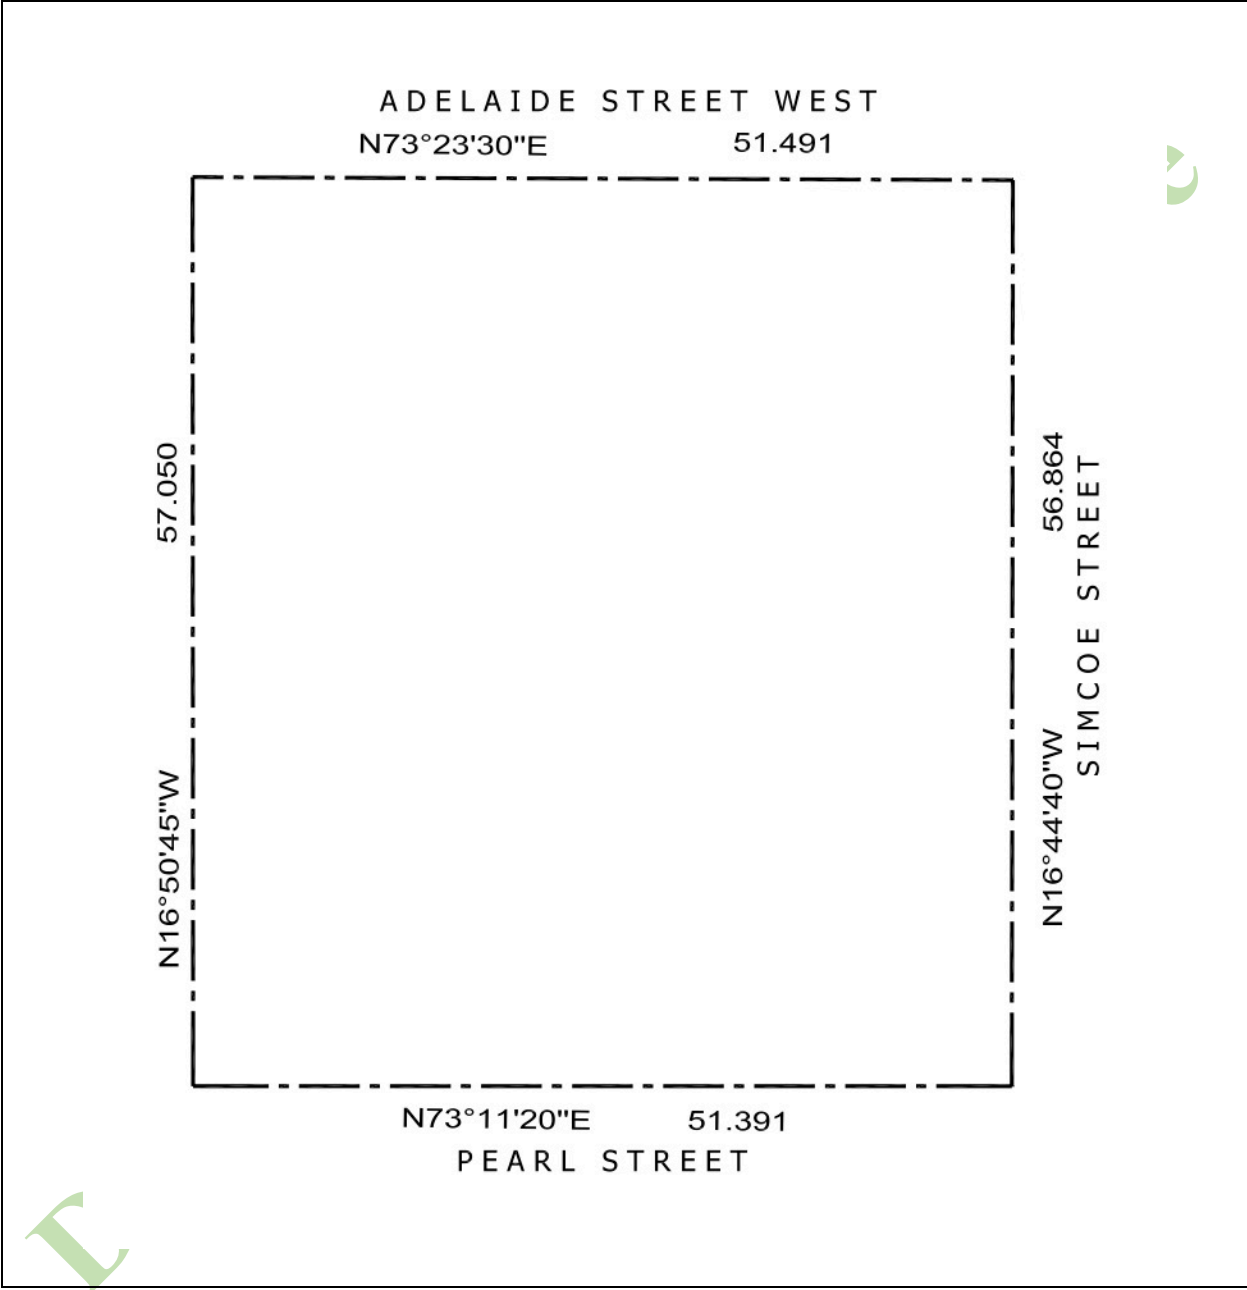 ADELAIDE STREET WEST
N73°23'30"E 51.491
57.050
N16°50'45"W
56.864
N16°44'40"W
SIMCOE STREET
N73°11'20"E 51.391
PEARL STREET